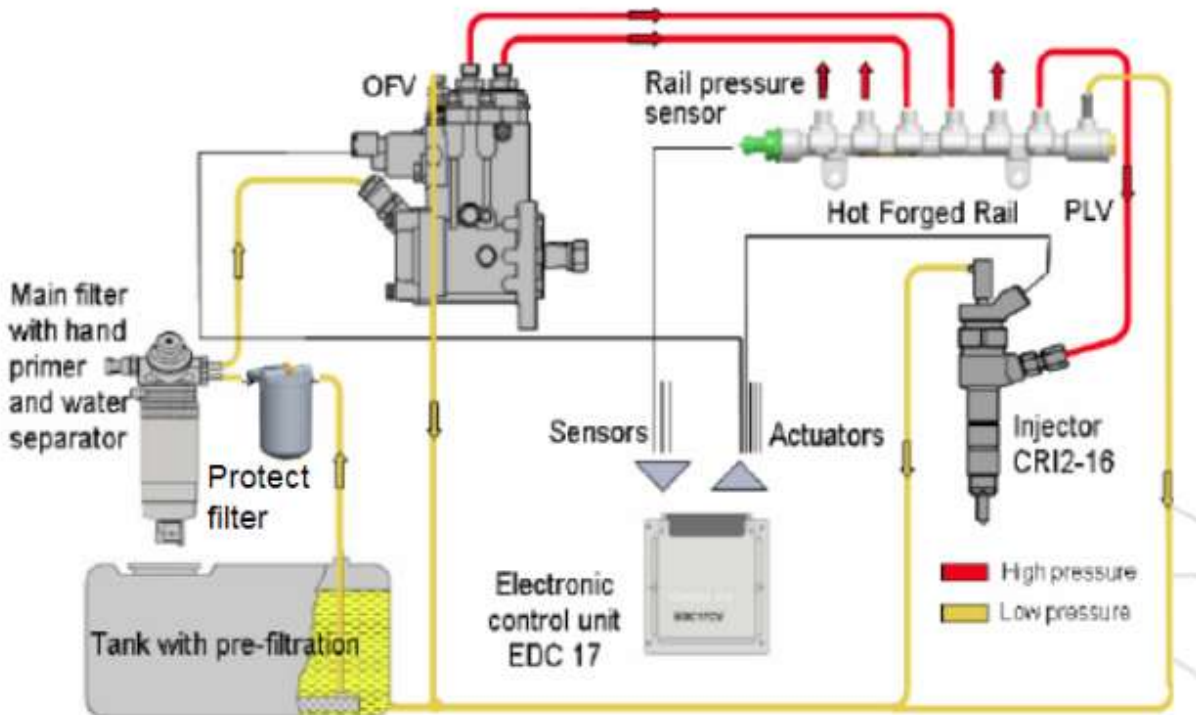 OFV
Rail pressure
sensor
Hot Forged Rail
PLV
Main filter
with hand
primer
and water
separator
Protect
filter
Sensors
Actuators
Injector
CRI2-16
Electronic
control unit
EDC 17
Tank with pre-filtration
High pressure
Low pressure